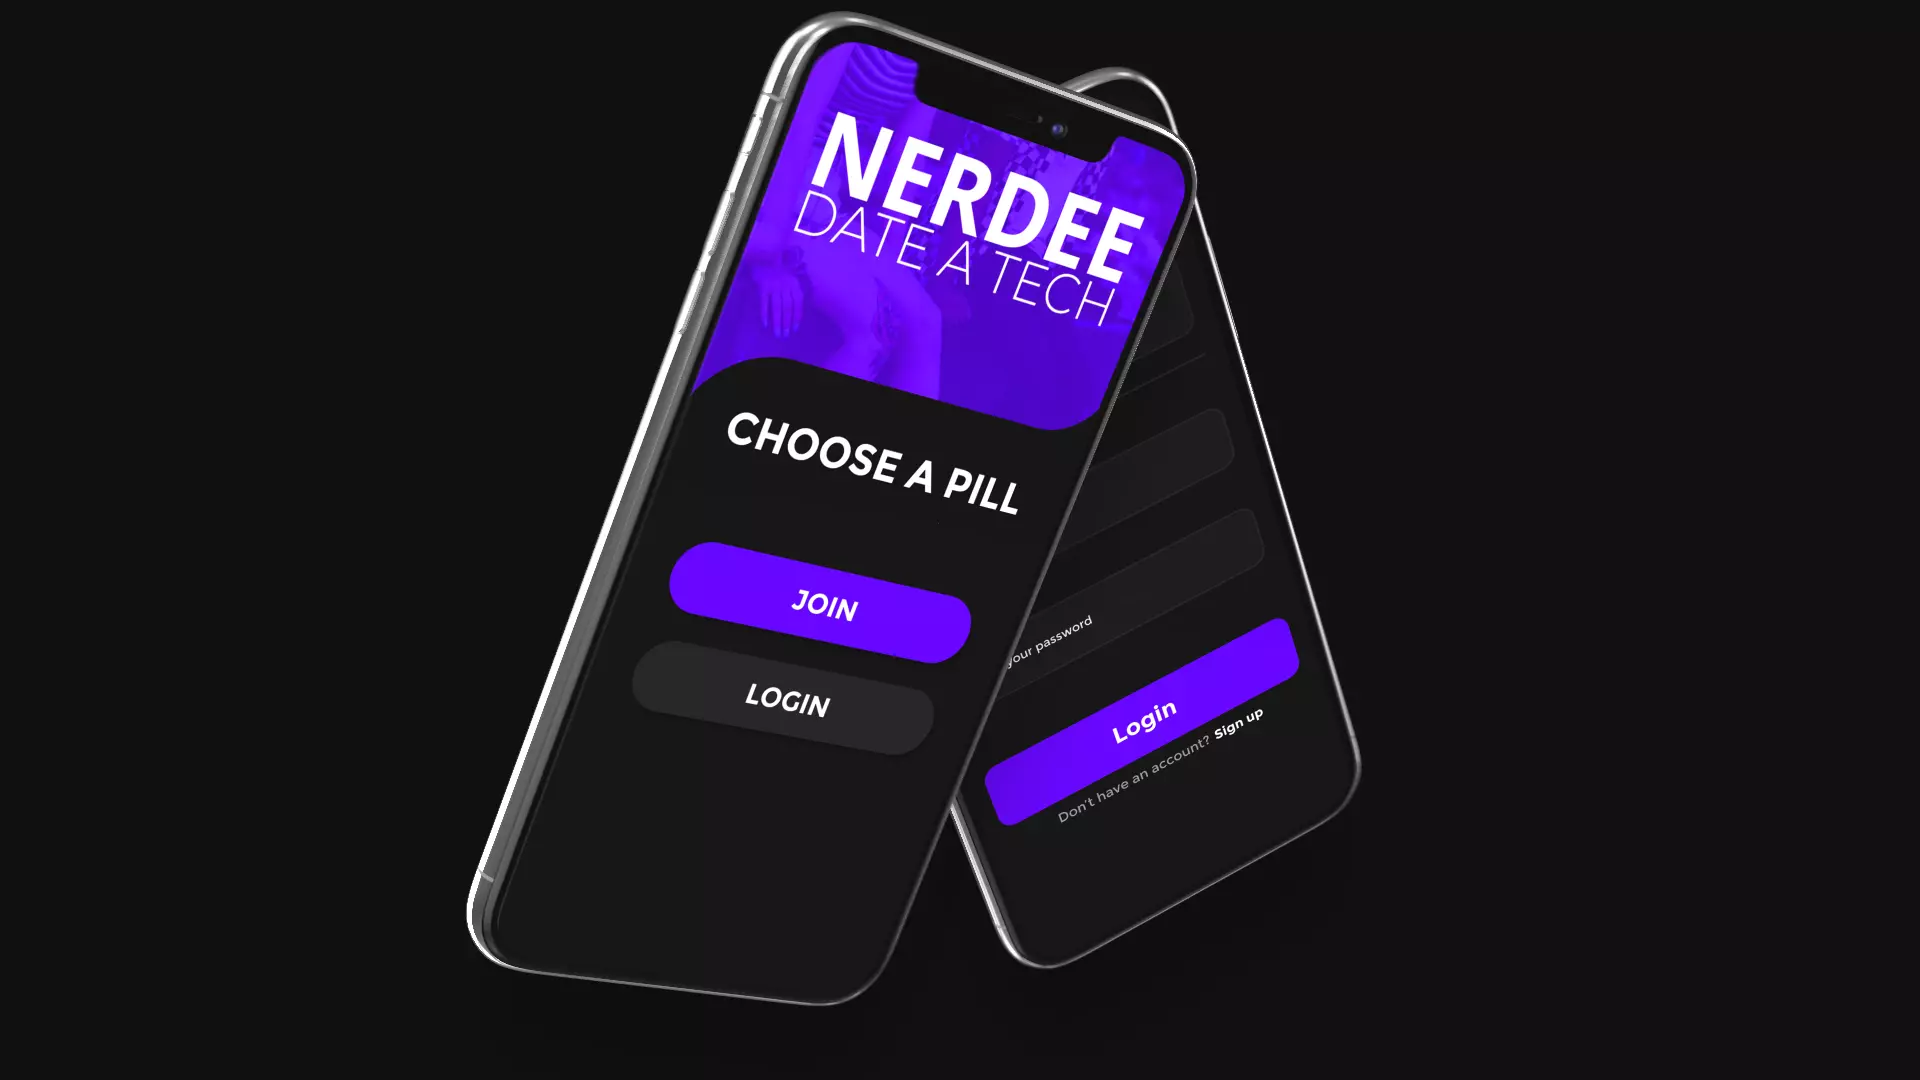 NERDEE
DATE A TECH
CHOOSE A PILL
JOIN
LOGIN
your password
Login
Don't have an account? Sign up